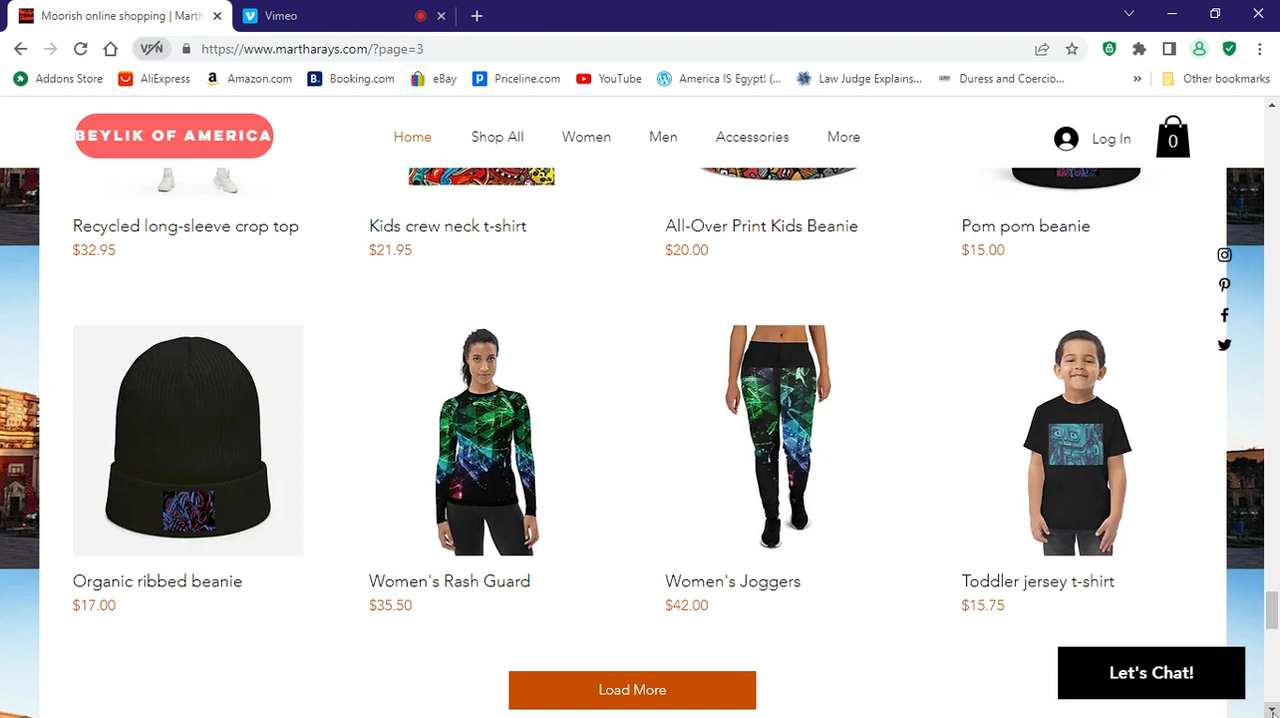 Moorish online shopping | Marth
Vimeo
VPN
https://www.martharays.com/?page=3
Addons Store
AliExpress
Amazon.com
Booking.com
eBay
Priceline.com
YouTube
America IS Egypt! (...
Law Judge Explains...
Duress and Coercio...
Other bookmarks
BEYLIK OF AMERICA
Home
Shop All
Women
Men
Accessories
More
Log In
0
Recycled long-sleeve crop top
$32.95
Kids crew neck t-shirt
$21.95
All-Over Print Kids Beanie
$20.00
Pom pom beanie
$15.00
Organic ribbed beanie
$17.00
Women's Rash Guard
$35.50
Women's Joggers
$42.00
Toddler jersey t-shirt
$15.75
Load More
Let's Chat!